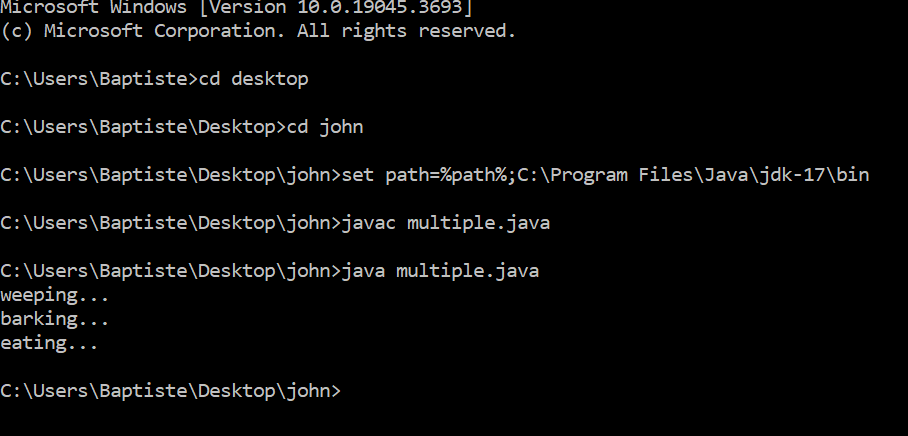 Microsoft Windows [Version 10.0.19045.3693]
(c) Microsoft Corporation. All rights reserved.
C:\Users\Baptiste>cd desktop
C:\Users\Baptiste\Desktop>cd john
C:\Users\Baptiste\Desktop\john>set path=%path%;C:\Program Files\Java\jdk-17\bin
C:\Users\Baptiste\Desktop\john>javac multiple.java
C:\Users\Baptiste\Desktop\john>java multiple.java
weeping...
barking...
eating...
C:\Users\Baptiste\Desktop\john>